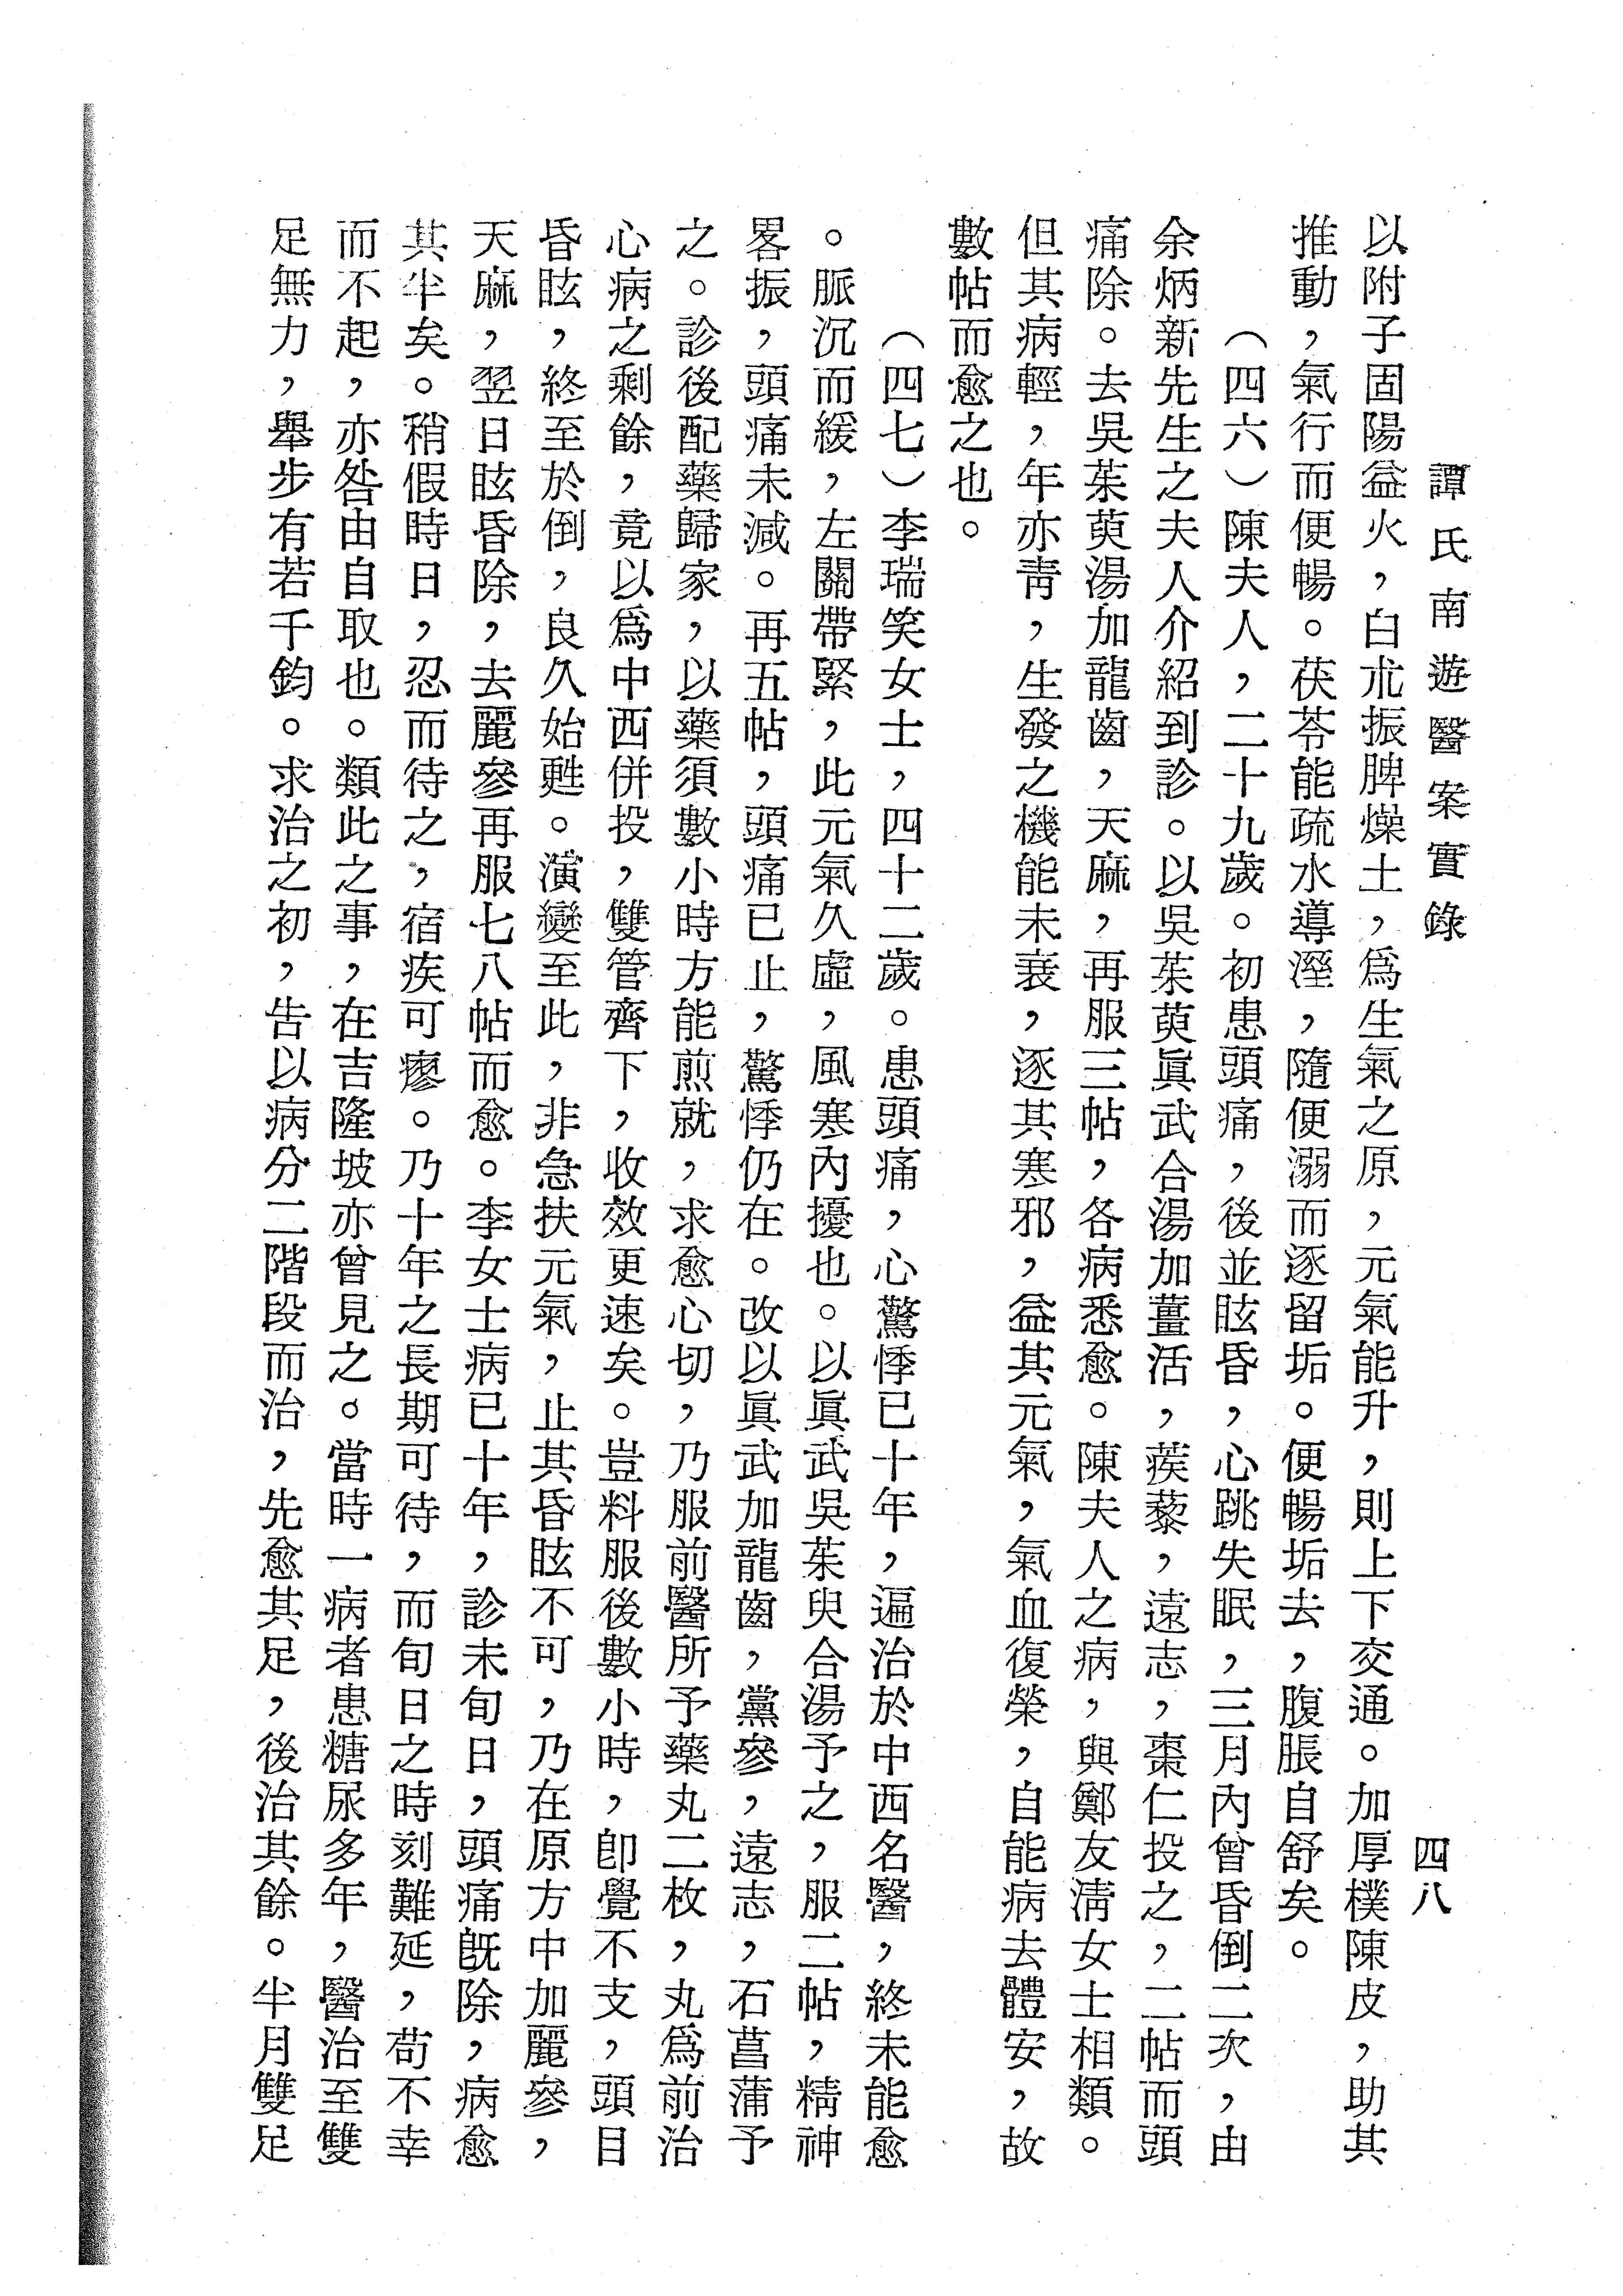 譚氏南遊醫案實錄
四八
以附子固陽益火，白朮振脾燥土，爲生氣之原，元氣能升，則上下交通。加厚樸陳皮，助其
推動，氣行而便暢。茯苓能疏水導溼，隨便溺而逐留垢。便暢垢去，腹脹自舒矣。
（四六）陳夫人，二十九歲。初患頭痛，後並眩昏，心跳失眠，三月內曾昏倒二次，由
余炳新先生之夫人介紹到診。以吳茱萸眞武合湯加薑活，蒺藜，遠志，棗仁投之，二帖而頭
痛除。去吳茱萸湯加龍齒，天麻，再服三帖，各病悉愈。陳夫人之病，與鄭友淸女士相類。
但其病輕，年亦靑，生發之機能未衰，逐其寒邪，益其元氣，氣血復榮，自能病去體安，故
數帖而愈之也。
（四七）李瑞笑女士，四十二歲。患頭痛，心驚悸已十年，遍治於中西名醫，終未能愈
。脈沉而緩，左關帶緊，此元氣久虛，風寒內擾也。以眞武吳茱臾合湯予之，服二帖，精神
畧振，頭痛未減。再五帖，頭痛已止，驚悸仍在。改以眞武加龍齒，黨參，遠志，石菖蒲予
之。診後配藥歸家，以藥須數小時方能煎就，求愈心切，乃服前醫所予藥丸二枚，丸爲前治
心病之剩餘，竟以爲中西併投，雙管齊下，收效更速矣。豈料服後數小時，卽覺不支，頭目
昏眩，終至於倒，良久始甦。演變至此，非急扶元氣，止其昏眩不可，乃在原方中加麗參，
天麻，翌日眩昏除，去麗參再服七八帖而愈。李女士病已十年，診未旬日，頭痛旣除，病愈
其半矣。稍假時日，忍而待之，宿疾可瘳。乃十年之長期可待，而旬日之時刻難延，苟不幸
而不起，亦咎由自取也。類此之事，在吉隆坡亦曾見之。當時一病者患糖尿多年，醫治至雙
足無力，舉步有若千鈞。求治之初，告以病分二階段而治，先愈其足，後治其餘。半月雙足